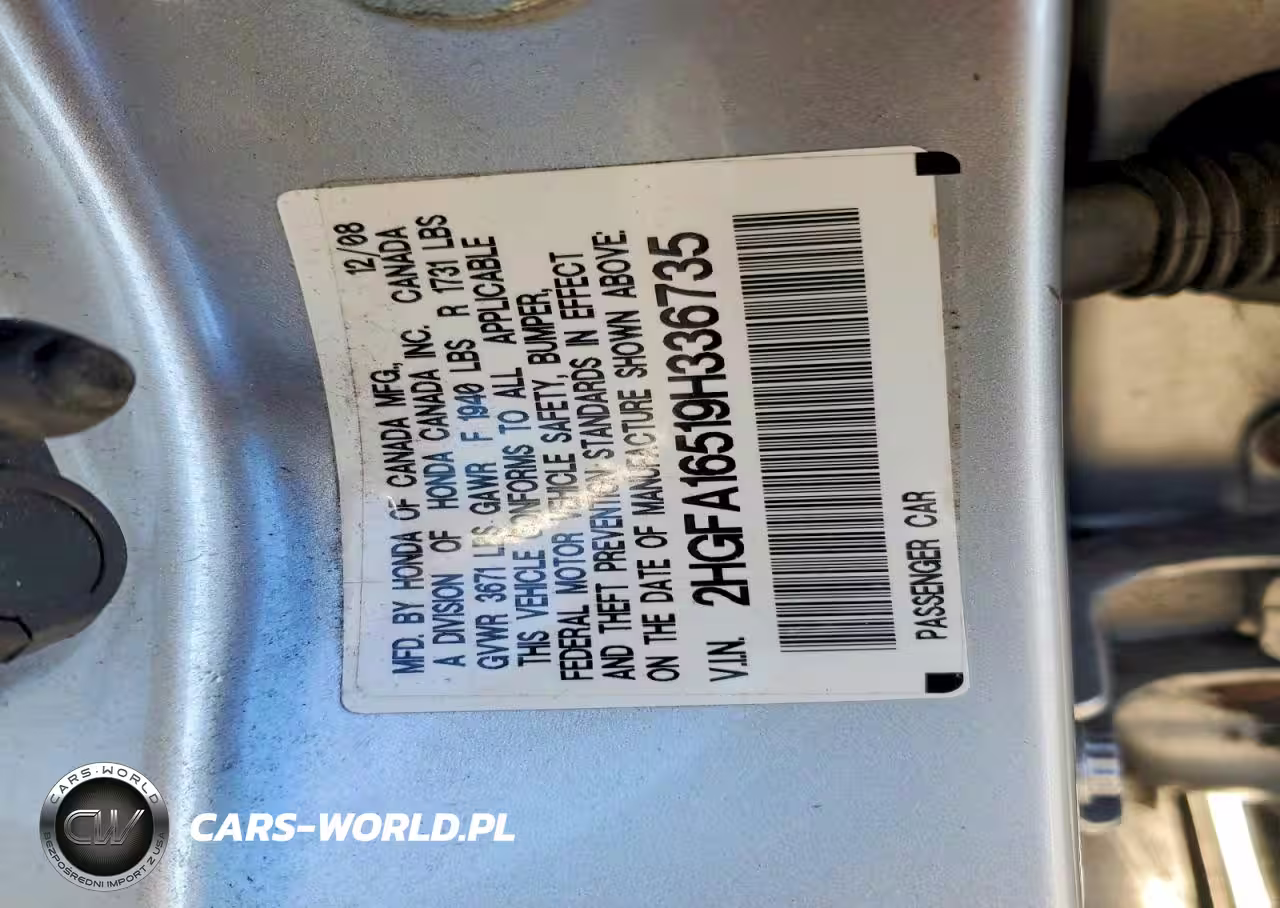 12/08
MFD. BY HONDA OF CANADA MFG.,
A DIVISION OF HONDA CANADA INC. CANADA
GVWR 3671 LBS GAWR F 1940 LBS R 1731 LBS
THIS VEHICLE CONFORMS TO ALL APPLICABLE
FEDERAL MOTOR VEHICLE SAFETY, BUMPER,
AND THEFT PREVENTION STANDARDS IN EFFECT
ON THE DATE OF MANUFACTURE SHOWN ABOVE.
V.I.N. 2HGFA16519H336735
PASSENGER CAR
CARS-WORLD
CW
BEZPOŚREDNI IMPORT Z USA
CARS-WORLD.PL